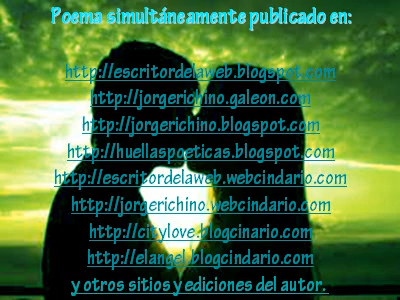 Poema simultáneamente publicado en:
http://escritordelaweb.blogspot.com
http://jorgerichino.galeon.com
http://jorgerichino.blogspot.com
http://huellaspoeticas.blogspot.com
http://escritordelaweb.webcindario.com
http://jorgerichino.webcindario.com
http://citylove.blogcinario.com
http://elangel.blogcindario.com
y otros sitios y ediciones del autor.